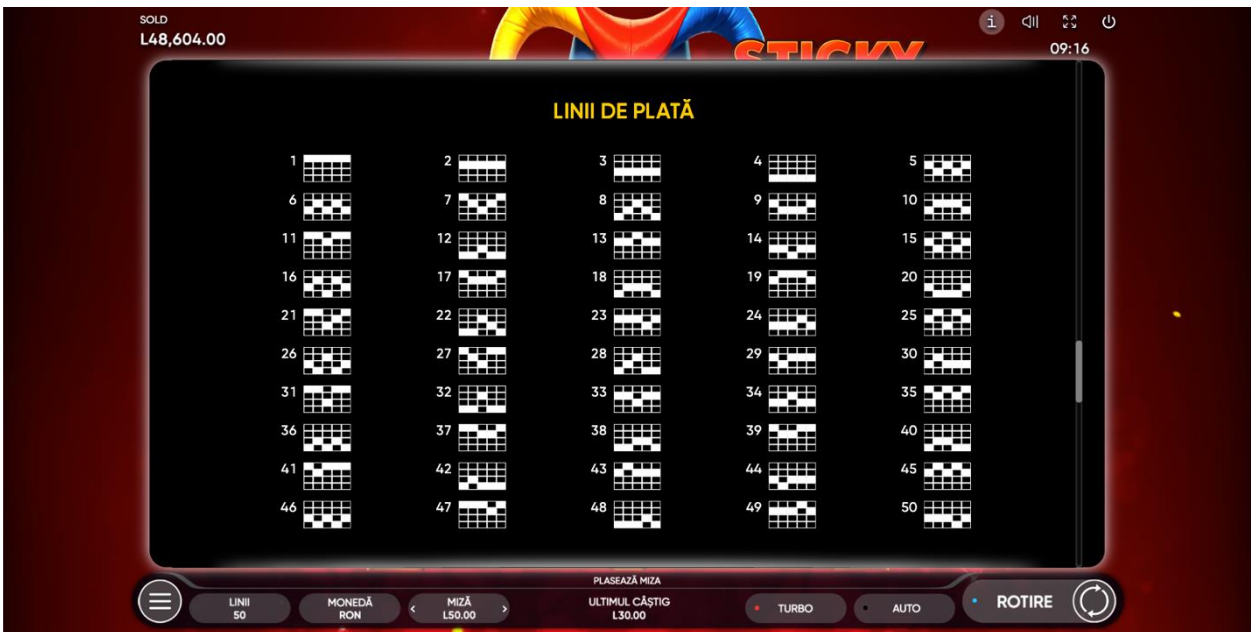 SOLD
L48,604.00
STICKY
09:16
LINII DE PLATĂ
1 2 3 4 5
6 7 8 9 10
11 12 13 14 15
16 17 18 19 20
21 22 23 24 25
26 27 28 29 30
31 32 33 34 35
36 37 38 39 40
41 42 43 44 45
46 47 48 49 50
PLASEAZĂ MIZA
LINII
50
MONEDĂ
RON
MIZĂ
L50.00
ULTIMUL CÂȘTIG
L30.00
TURBO
AUTO
ROTIRE